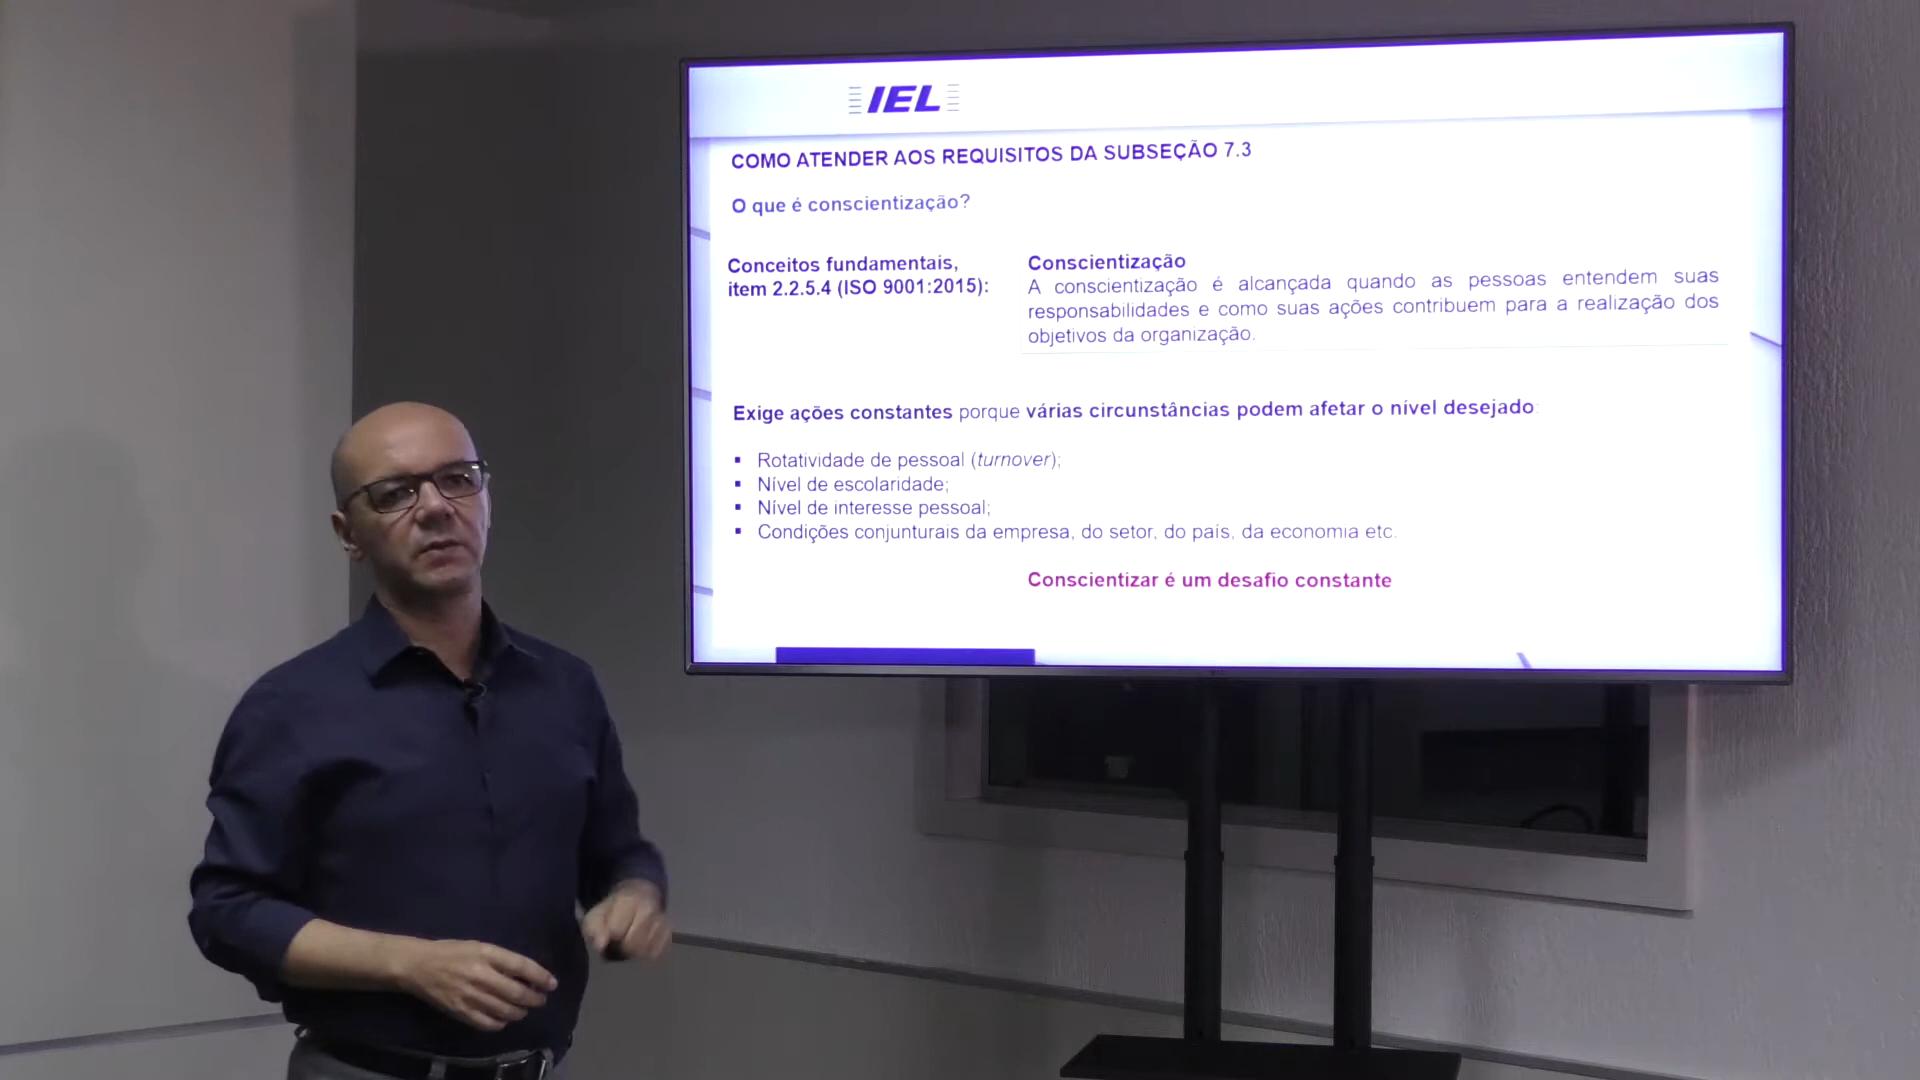 IEL
COMO ATENDER AOS REQUISITOS DA SUBSEÇÃO 7.3
O que é conscientização?
Conceitos fundamentais,
item 2.2.5.4 (ISO 9001:2015):
Conscientização
A conscientização é alcançada quando as pessoas entendem suas
responsabilidades e como suas ações contribuem para a realização dos
objetivos da organização.
Exige ações constantes porque várias circunstâncias podem afetar o nível desejado:
▪ Rotatividade de pessoal (turnover);
▪ Nível de escolaridade;
▪ Nível de interesse pessoal;
▪ Condições conjunturais da empresa, do setor, do país, da economia etc.
Conscientizar é um desafio constante